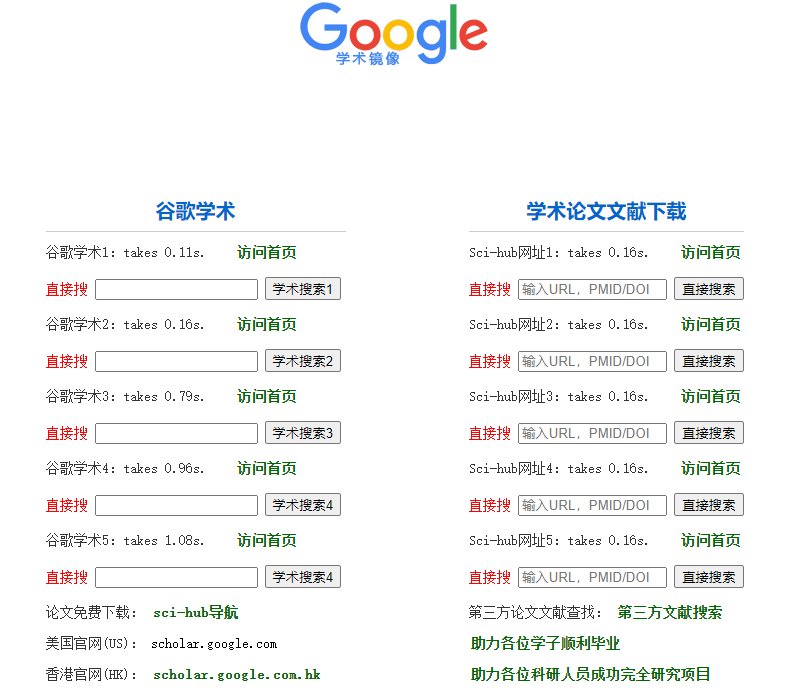 Google
学术镜像
谷歌学术
谷歌学术1: takes 0.11s. 访问首页
直接搜 学术搜索1
谷歌学术2: takes 0.16s. 访问首页
直接搜 学术搜索2
谷歌学术3: takes 0.79s. 访问首页
直接搜 学术搜索3
谷歌学术4: takes 0.96s. 访问首页
直接搜 学术搜索4
谷歌学术5: takes 1.08s. 访问首页
直接搜 学术搜索4
论文免费下载: sci-hub导航
美国官网(US): scholar.google.com
香港官网(HK): scholar.google.com.hk
学术论文文献下载
Sci-hub网址1: takes 0.16s. 访问首页
直接搜 输入URL，PMID/DOI 直接搜索
Sci-hub网址2: takes 0.16s. 访问首页
直接搜 输入URL，PMID/DOI 直接搜索
Sci-hub网址3: takes 0.16s. 访问首页
直接搜 输入URL，PMID/DOI 直接搜索
Sci-hub网址4: takes 0.16s. 访问首页
直接搜 输入URL，PMID/DOI 直接搜索
Sci-hub网址5: takes 0.16s. 访问首页
直接搜 输入URL，PMID/DOI 直接搜索
第三方论文文献查找: 第三方文献搜索
助力各位学子顺利毕业
助力各位科研人员成功完全研究项目